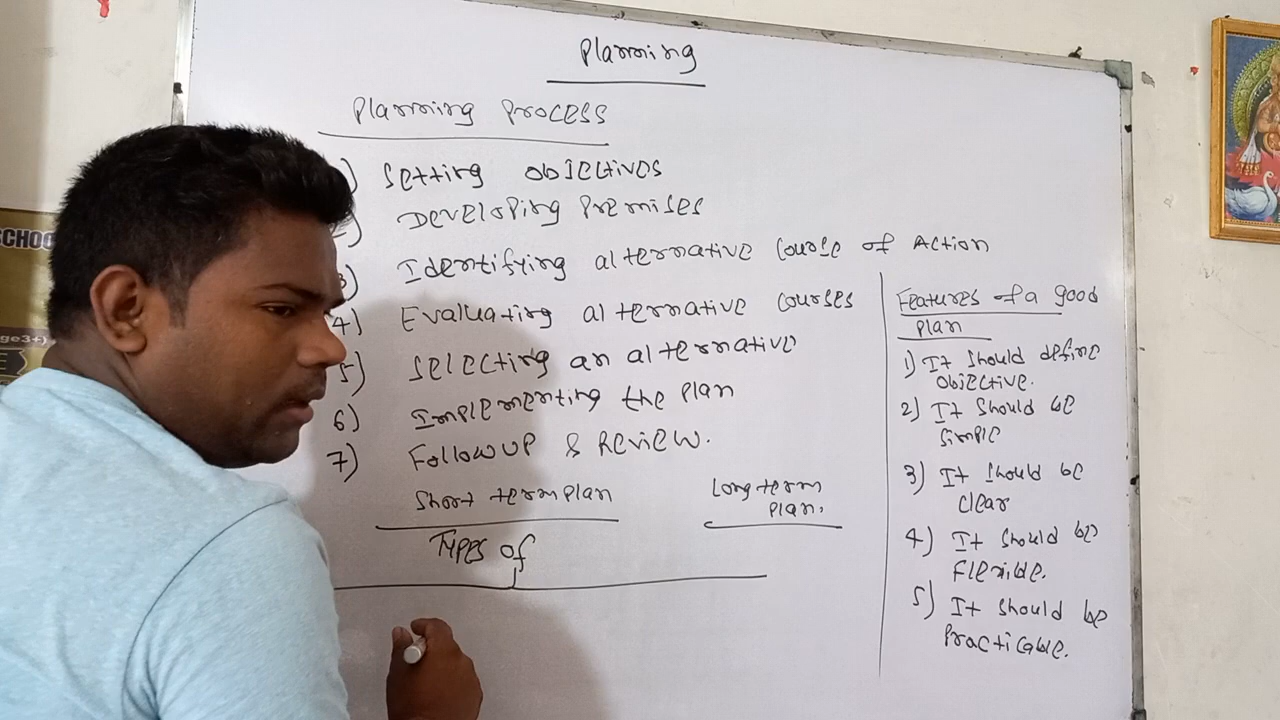 Planning
Planning Process
) Setting objectives
) Developing Premises
3) Identifying alternative Course of Action
4) Evaluating alternative courses
5) Selecting an alternative
6) Implementing the Plan
7) Followup & Review.
Short term Plan
Long term
Plan.
Types of
Features of a good
Plan
1) It should define
objective.
2) It should be
simple
3) It should be
clear
4) It should be
Flexible.
5) It should be
Practicable.
SCHOO
ge3+)
E